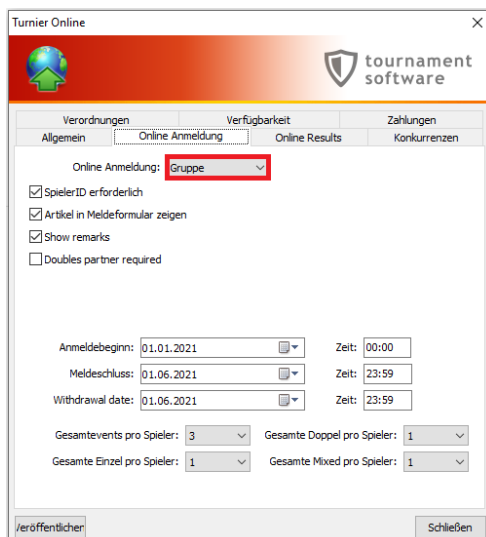 Turnier Online
tournament
software
Verordnungen Verfügbarkeit Zahlungen
Allgemein Online Anmeldung Online Results Konkurrenzen
Online Anmeldung: Gruppe
SpielerID erforderlich
Artikel in Meldeformular zeigen
Show remarks
Doubles partner required
Anmeldebeginn: 01.01.2021 Zeit: 00:00
Meldeschluss: 01.06.2021 Zeit: 23:59
Withdrawal date: 01.06.2021 Zeit: 23:59
Gesamtevents pro Spieler: 3 Gesamte Doppel pro Spieler: 1
Gesamte Einzel pro Spieler: 1 Gesamte Mixed pro Spieler: 1
/eröffentlicher Schließen